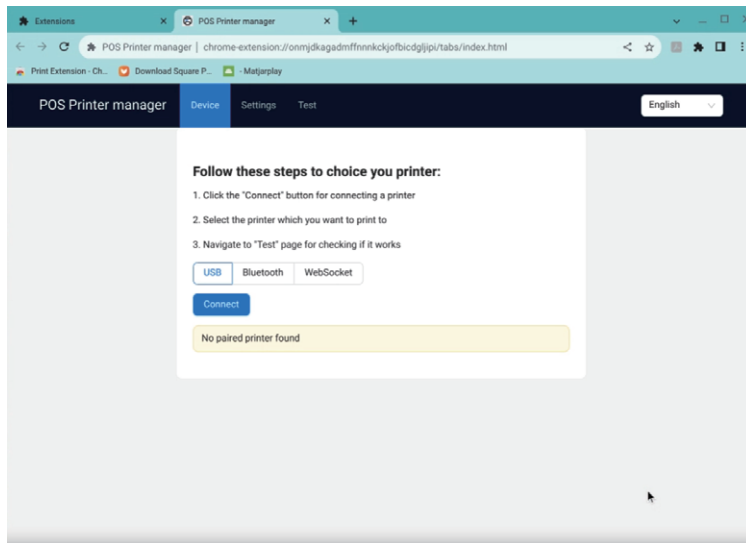 Extensions
POS Printer manager
POS Printer manager | chrome-extension://onmjdkagadmffnnnkckjofbicdgljipi/tabs/index.html
Print Extension - Ch... Download Square P... - Matjarplay
POS Printer manager Device Settings Test English
Follow these steps to choice you printer:
1. Click the "Connect" button for connecting a printer
2. Select the printer which you want to print to
3. Navigate to "Test" page for checking if it works
USB Bluetooth WebSocket
Connect
No paired printer found